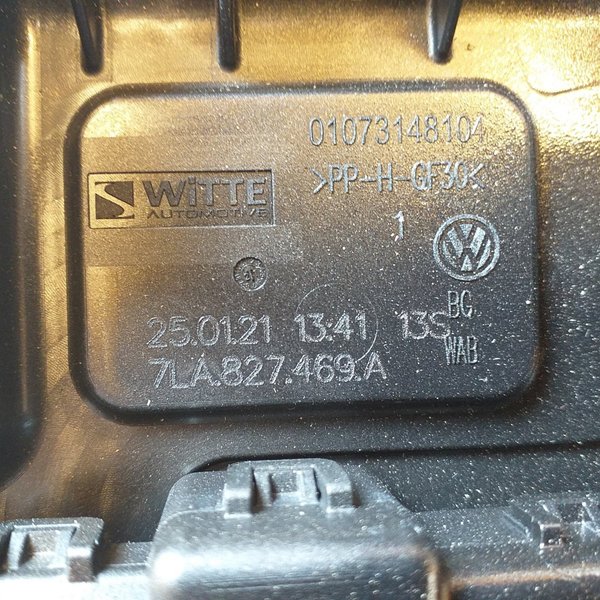 01073148104
WiTTE
AUTOMOTIVE
>PP-H-GF30<
1
BG
25.01.21 13:41 13S
WAB
7LA.827.469.A